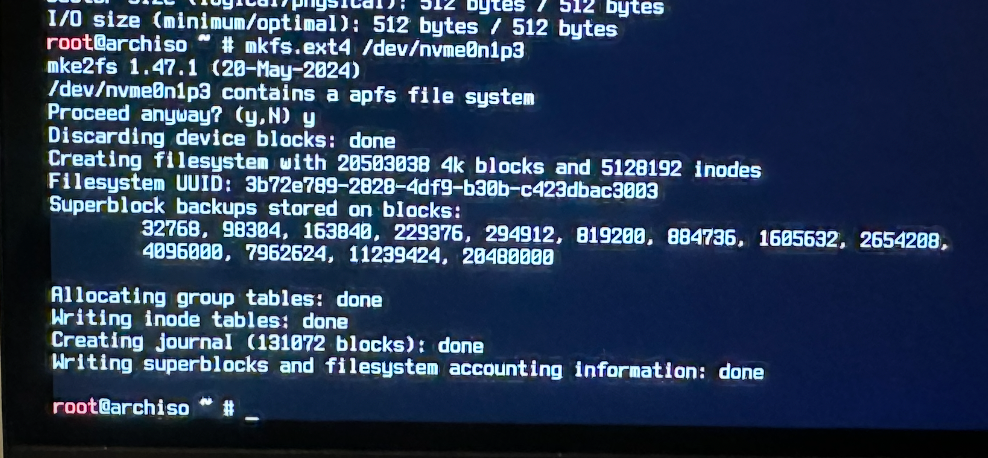 Sector size (logical/physical): 512 bytes / 512 bytes
I/O size (minimum/optimal): 512 bytes / 512 bytes
root@archiso ~ # mkfs.ext4 /dev/nvme0n1p3
mke2fs 1.47.1 (20-May-2024)
/dev/nvme0n1p3 contains a apfs file system
Proceed anyway? (y,N) y
Discarding device blocks: done
Creating filesystem with 20503038 4k blocks and 5128192 inodes
Filesystem UUID: 3b72e789-2828-4df9-b30b-c423dbac3003
Superblock backups stored on blocks:
32768, 98304, 163840, 229376, 294912, 819200, 884736, 1605632, 2654208,
4096000, 7962624, 11239424, 20480000
Allocating group tables: done
Writing inode tables: done
Creating journal (131072 blocks): done
Writing superblocks and filesystem accounting information: done
root@archiso ~ # _